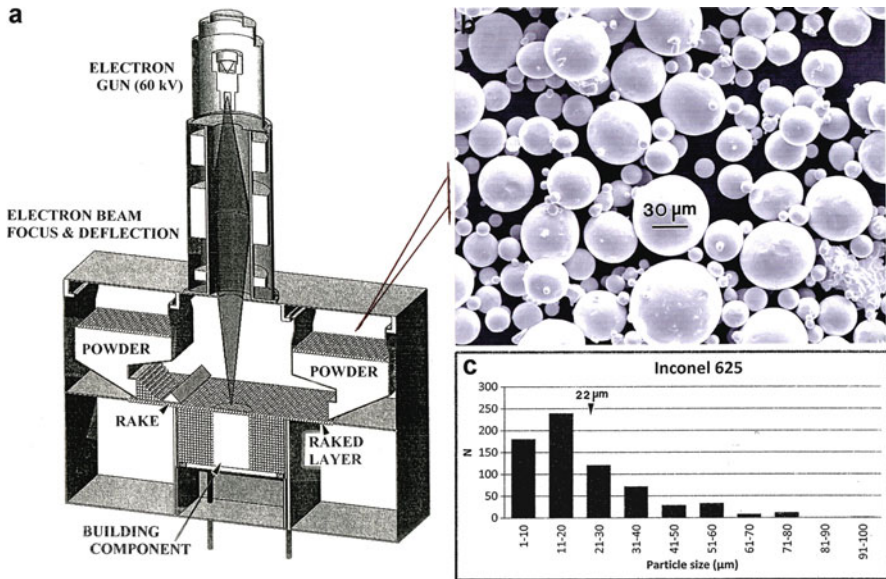 a
ELECTRON
GUN (60 kV)
ELECTRON BEAM
FOCUS & DEFLECTION
POWDER
POWDER
RAKE
RAKED
LAYER
BUILDING
COMPONENT
b
30 µm
c
Inconel 625
22 µm
N
300
250
200
150
100
50
0
1-10
11-20
21-30
31-40
41-50
51-60
61-70
71-80
81-90
91-100
Particle size (µm)